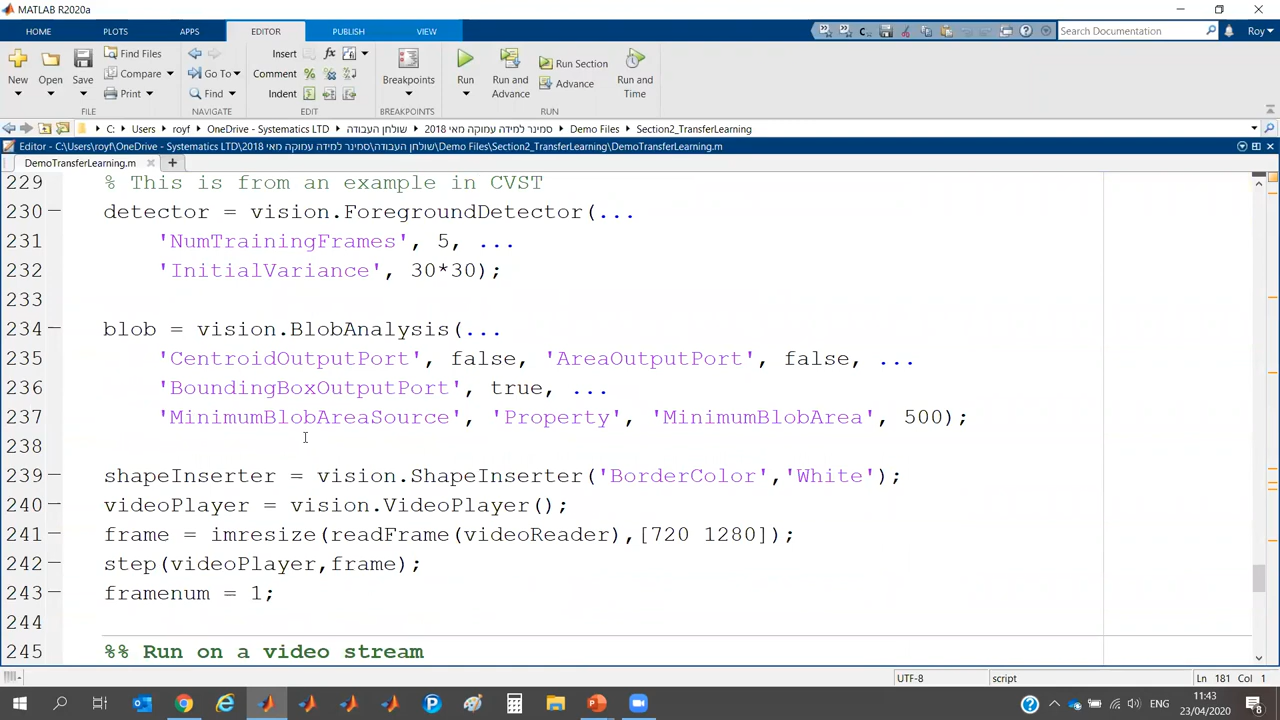 MATLAB R2020a
HOME PLOTS APPS EDITOR PUBLISH VIEW Search Documentation Roy
New Open Save Find Files Compare Print Go To Find Insert Comment Indent Breakpoints Run Run and Advance Run Section Advance Run and Time
FILE NAVIGATE EDIT BREAKPOINTS RUN
C: Users royf OneDrive - Systematics LTD שולחן העבודה סמינר למידה עמוקה מאי 2018 Demo Files Section2_TransferLearning
Editor - C:\Users\royf\OneDrive - Systematics LTD\שולחן העבודה\סמינר למידה עמוקה מאי 2018\Demo Files\Section2_TransferLearning\DemoTransferLearning.m
DemoTransferLearning.m
229 % This is from an example in CVST
230 detector = vision.ForegroundDetector(...
231 'NumTrainingFrames', 5, ...
232 'InitialVariance', 30*30);
233
234 blob = vision.BlobAnalysis(...
235 'CentroidOutputPort', false, 'AreaOutputPort', false, ...
236 'BoundingBoxOutputPort', true, ...
237 'MinimumBlobAreaSource', 'Property', 'MinimumBlobArea', 500);
238
239 shapeInserter = vision.ShapeInserter('BorderColor','White');
240 videoPlayer = vision.VideoPlayer();
241 frame = imresize(readFrame(videoReader),[720 1280]);
242 step(videoPlayer,frame);
243 framenum = 1;
244
245 %% Run on a video stream
UTF-8 script Ln 181 Col 1
ENG 11:43
23/04/2020 8